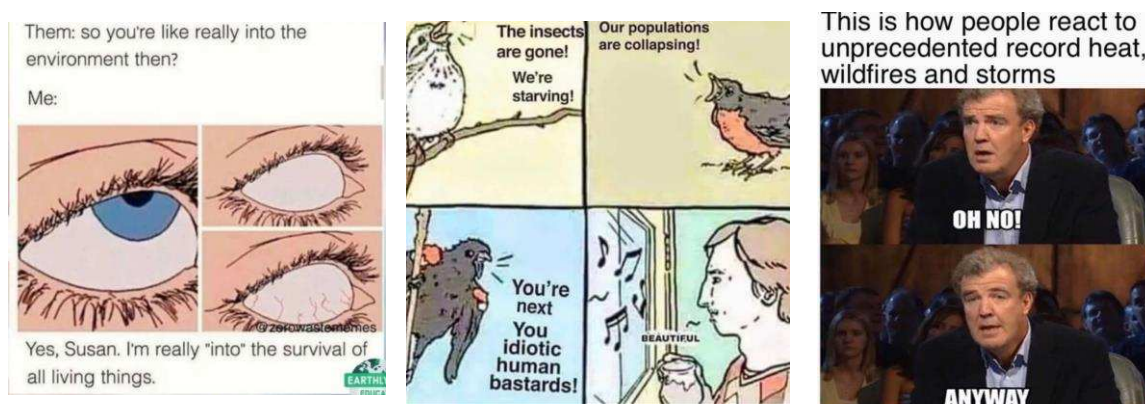 Them: so you're like really into the
environment then?
Me:
@zerowastememes
Yes, Susan. I'm really "into" the survival of
all living things.
EARTHLY
EDUCA
The insects
are gone!
We're
starving!
Our populations
are collapsing!
You're
next
You
idiotic
human
bastards!
BEAUTIFUL
This is how people react to
unprecedented record heat,
wildfires and storms
OH NO!
ANYWAY